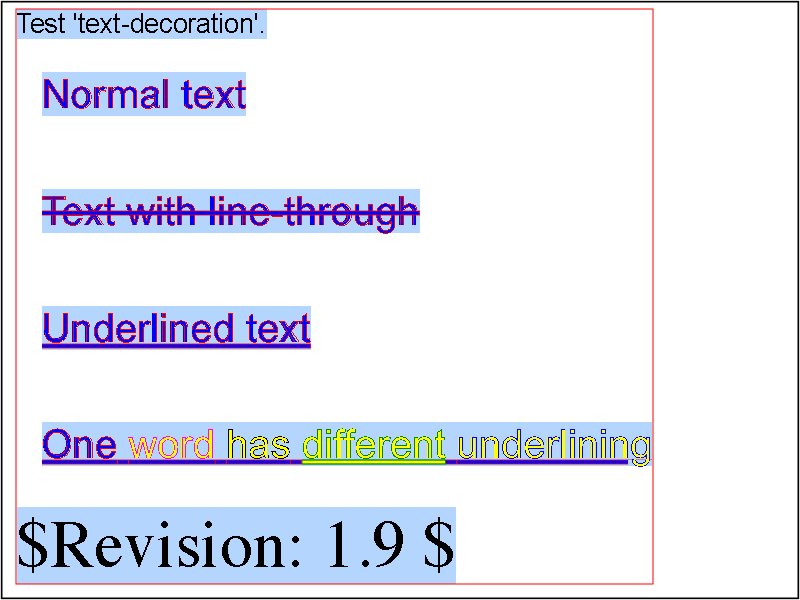 Test 'text-decoration'.
Normal text
Text with line-through
Underlined text
One word has different underlining
$Revision: 1.9 $